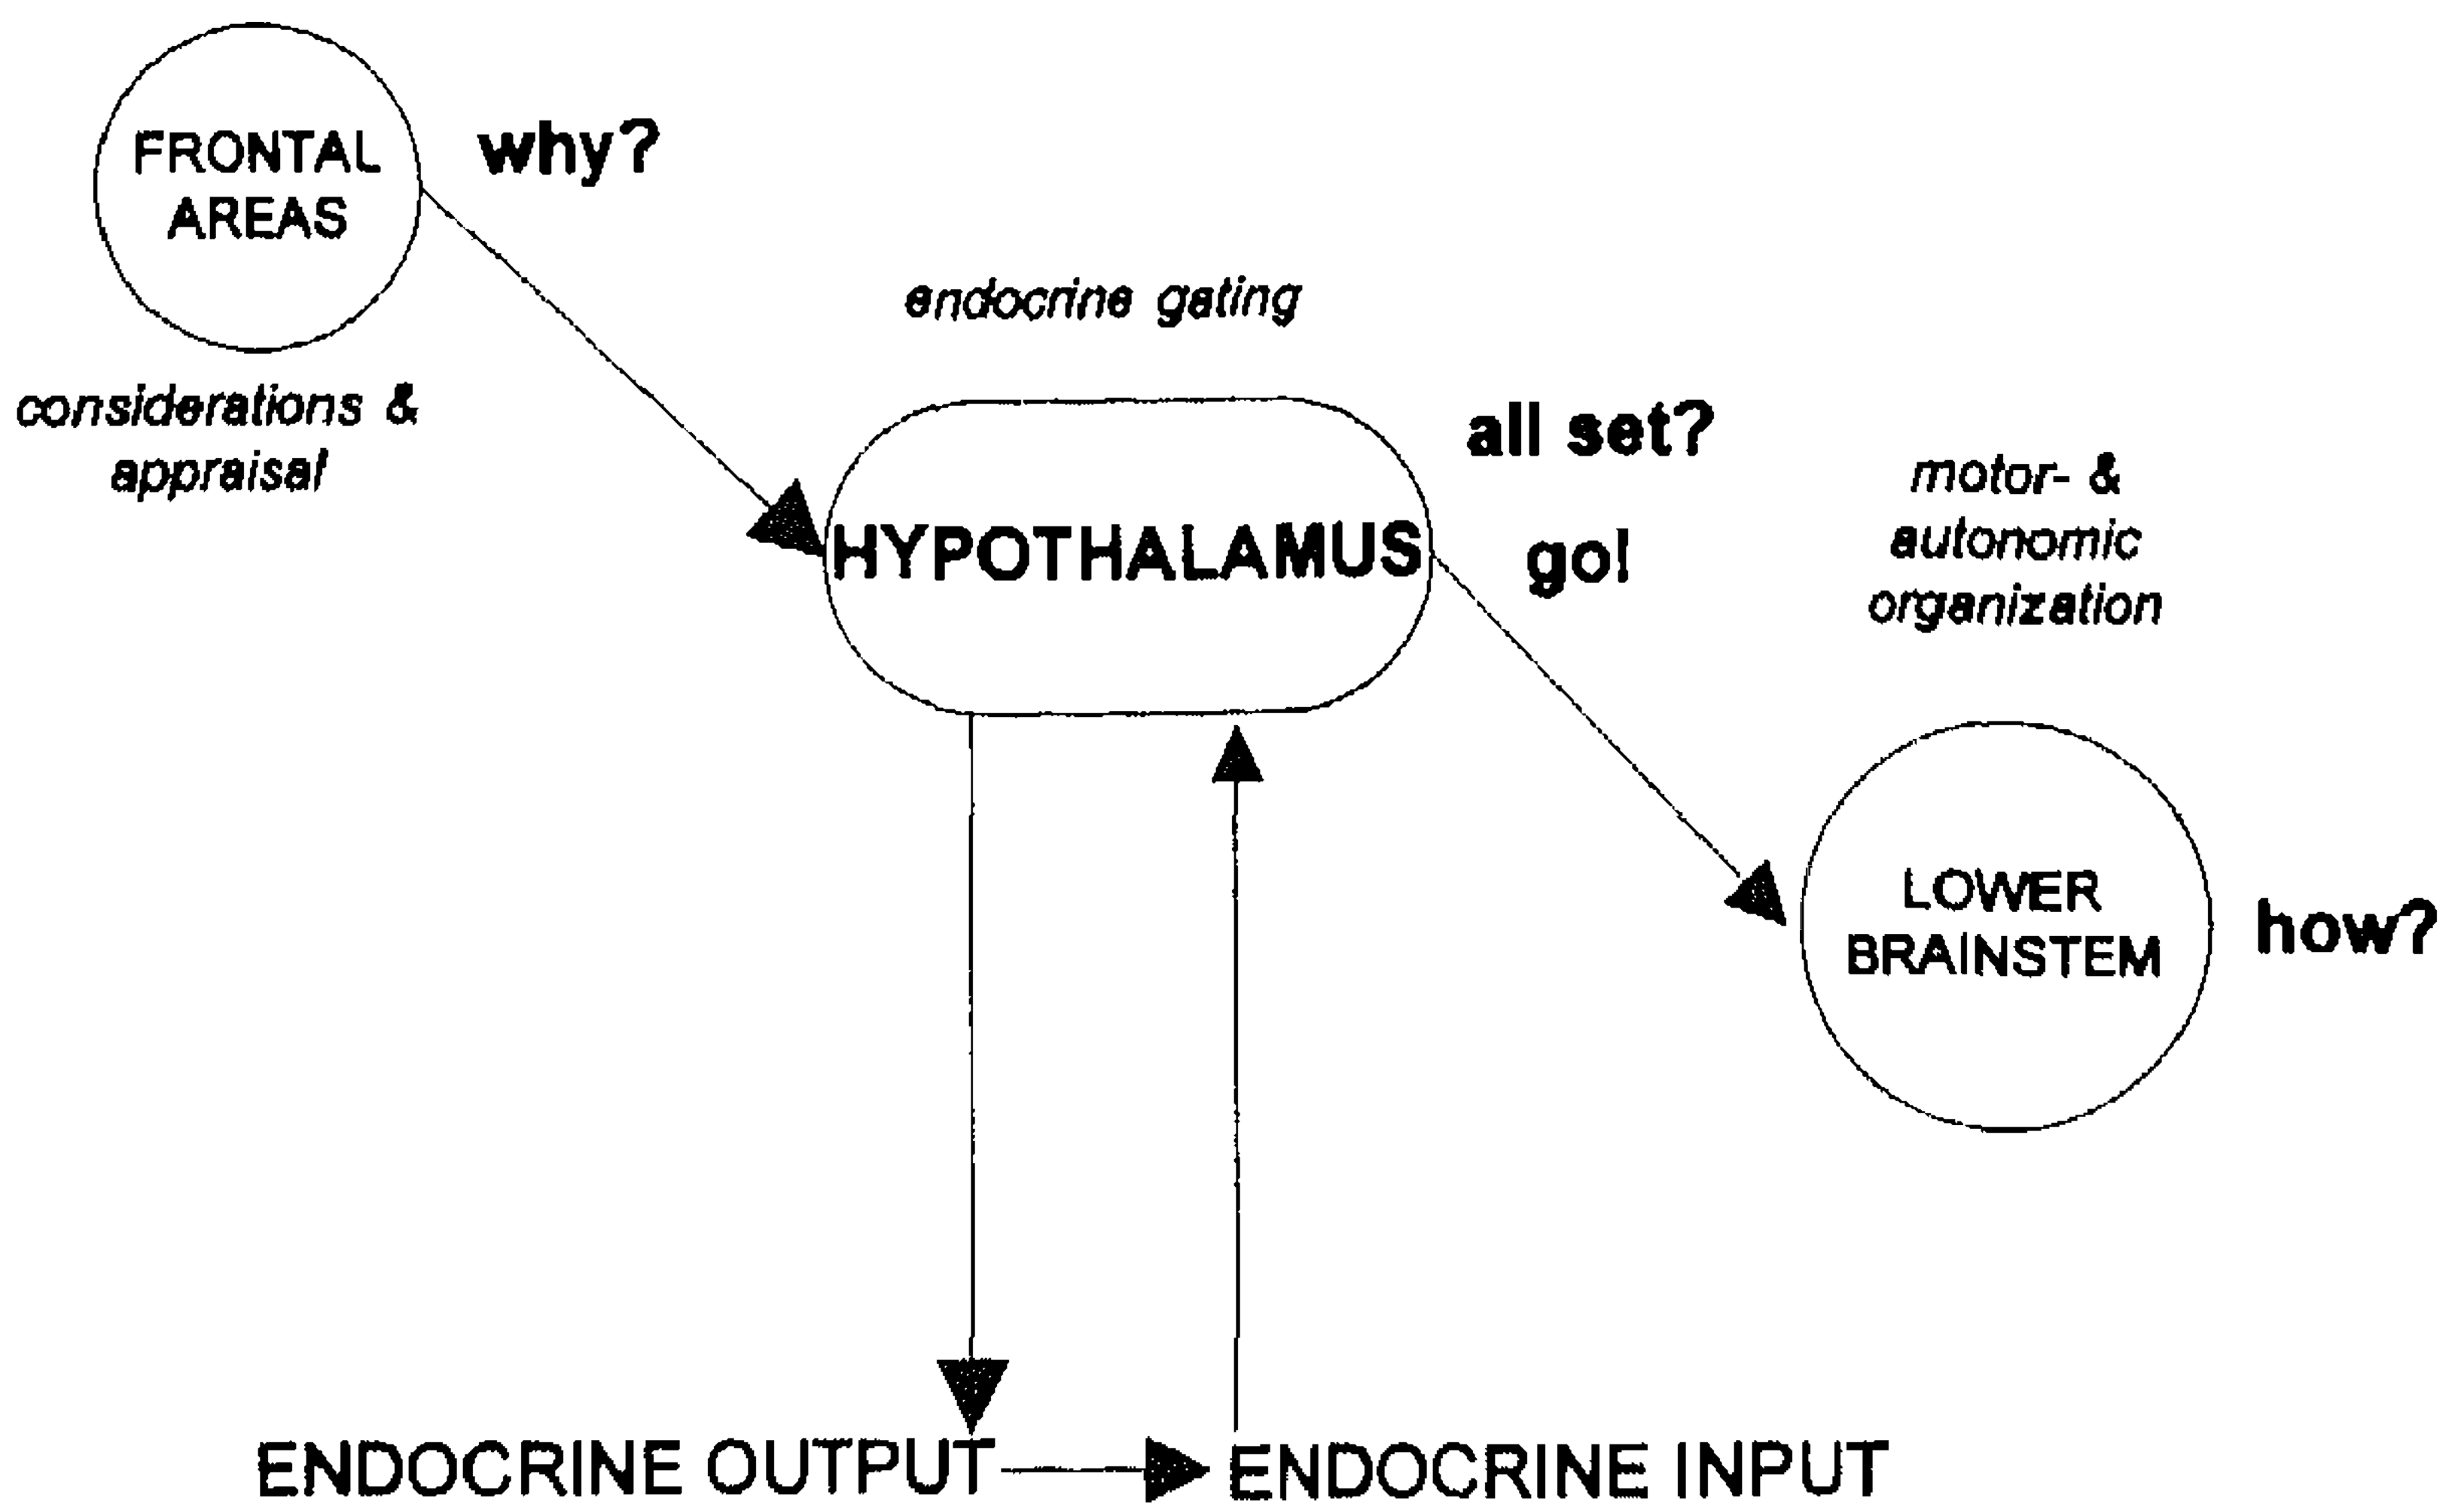 FRONTAL
AREAS
why?
considerations &
appraisal
endocrine gating
HYPOTHALAMUS
all set?
go!
motor- &
autonomic
organization
LOWER
BRAINSTEM
how?
ENDOCRINE OUTPUT
ENDOCRINE INPUT